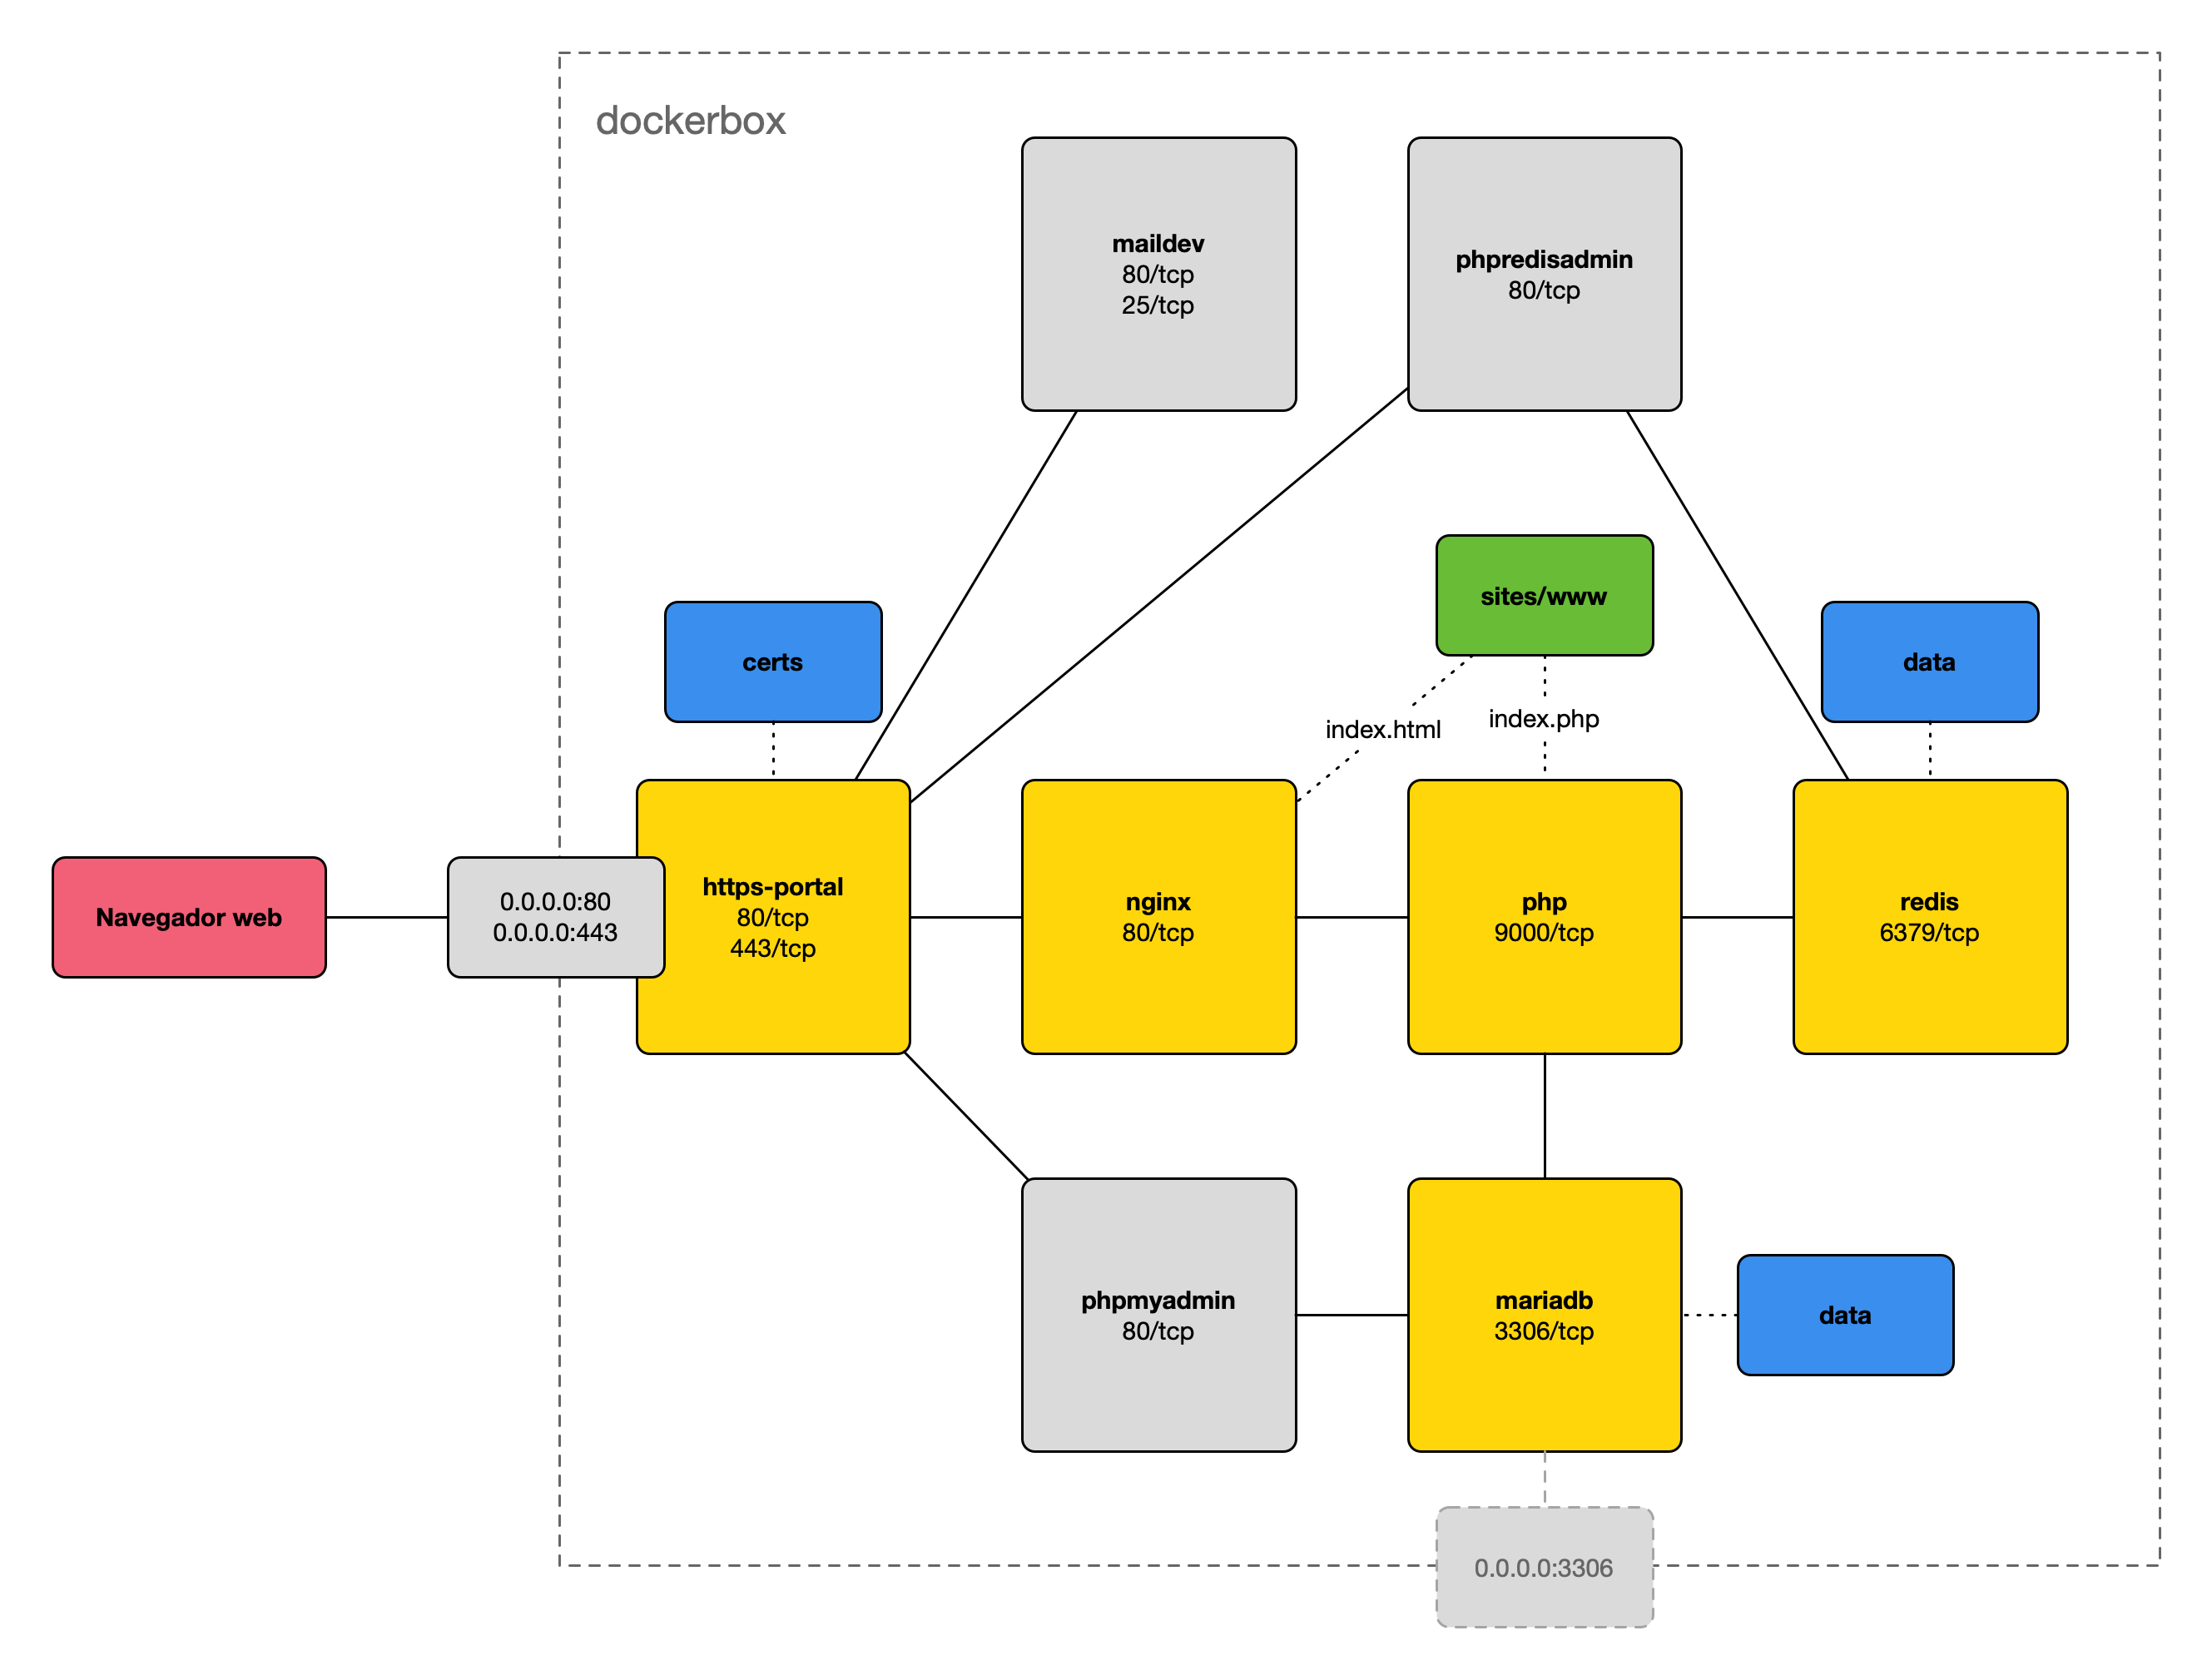 dockerbox
maildev
80/tcp
25/tcp
phpredisadmin
80/tcp
sites/www
certs
data
index.html
index.php
Navegador web
0.0.0.0:80
0.0.0.0:443
https-portal
80/tcp
443/tcp
nginx
80/tcp
php
9000/tcp
redis
6379/tcp
phpmyadmin
80/tcp
mariadb
3306/tcp
data
0.0.0.0:3306